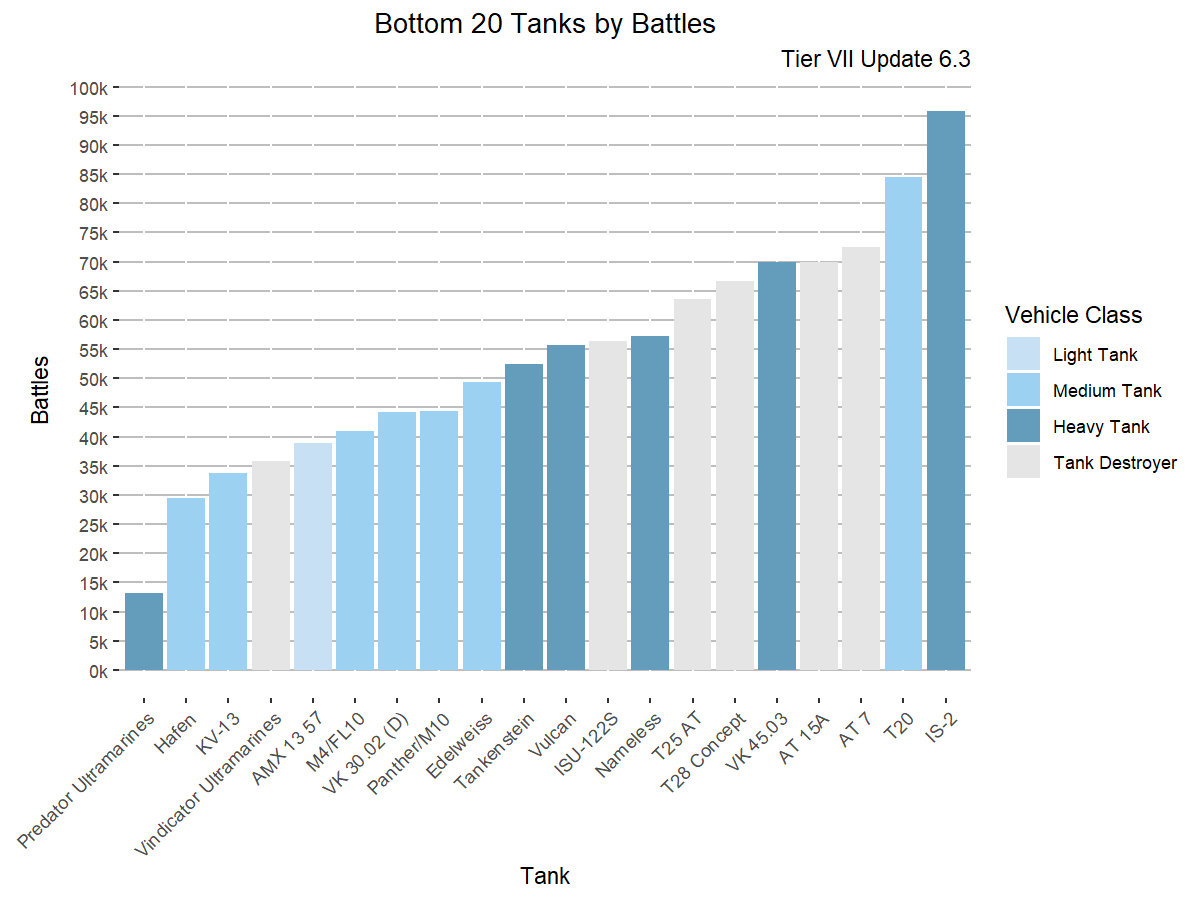 Bottom 20 Tanks by Battles
Tier VII Update 6.3
Battles
100k
95k
90k
85k
80k
75k
70k
65k
60k
55k
50k
45k
40k
35k
30k
25k
20k
15k
10k
5k
0k
Predator Ultramarines
Hafen
KV-13
Vindicator Ultramarines
AMX 13 57
M4/FL10
VK 30.02 (D)
Panther/M10
Edelweiss
Tankenstein
Vulcan
ISU-122S
Nameless
T25 AT
T28 Concept
VK 45.03
AT 15A
AT 7
T20
IS-2
Tank
Vehicle Class
Light Tank
Medium Tank
Heavy Tank
Tank Destroyer